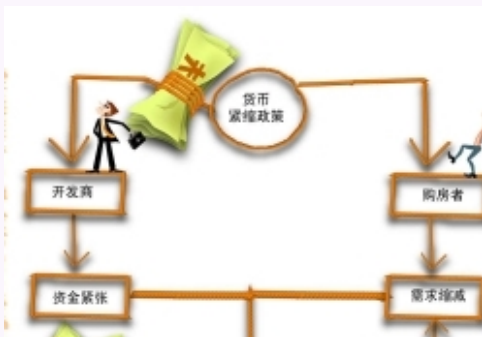 货币
紧缩政策
开发商
购房者
资金紧张
需求缩减